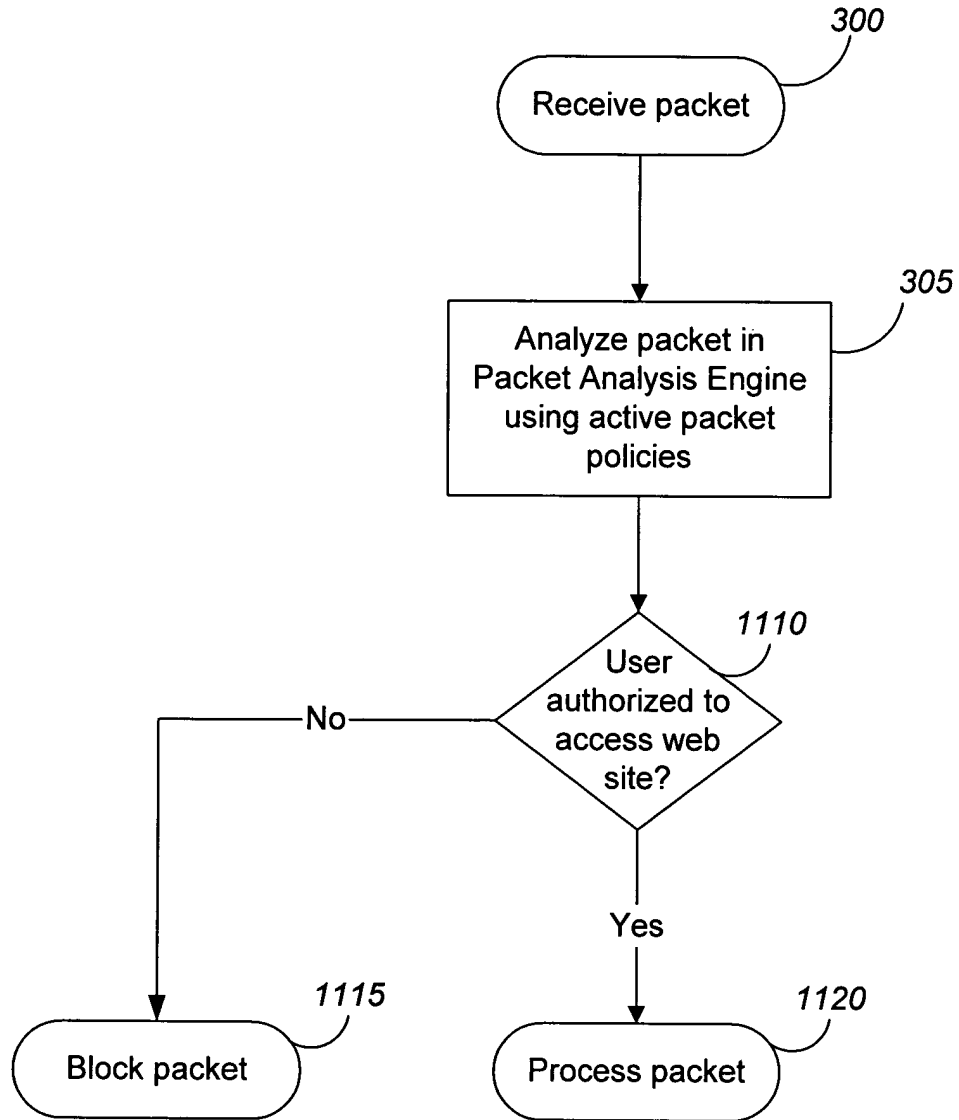 300
Receive packet
305
Analyze packet in
Packet Analysis Engine
using active packet
policies
1110
User
authorized to
access web
site?
No
Yes
1115
Block packet
1120
Process packet